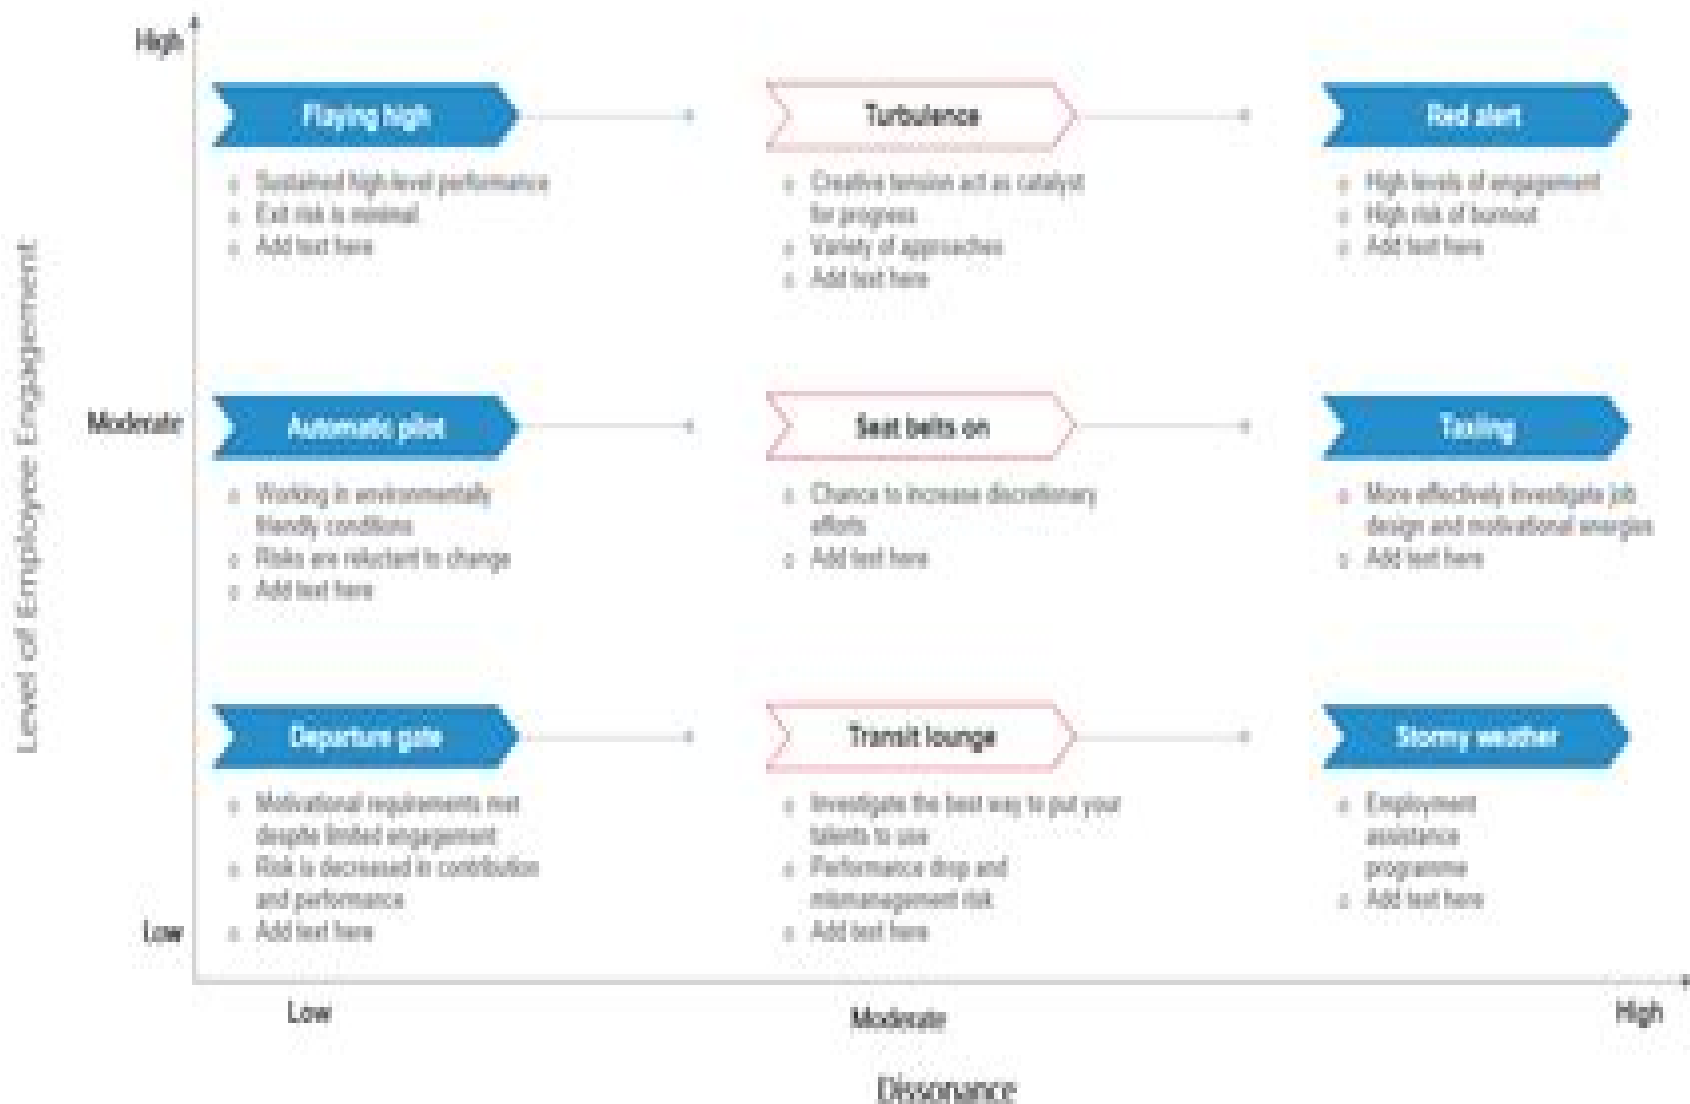 High
Flaying high
Turbulence
Red alert
Sustained high level performance
Exit risk is minimal
Add text here
Creative tension act as catalyst
for progress
Variety of approaches
Add text here
High levels of engagement
High risk of burnout
Add text here
Level of Employee Engagement
Moderate
Automatic pilot
Seat belts on
Taxiing
Working in environmentally
friendly conditions
Risks are reluctant to change
Add text here
Chance to increase discretionary
efforts
Add text here
More effectively investigate job
design and motivational energies
Add text here
Departure gate
Transit lounge
Stormy weather
Motivational requirements met
despite limited engagement
Risk is decreased in contribution
and performance
Add text here
Investigate the best way to put your
talents to use
Performance drop and
mismanagement risk
Add text here
Employment
assistance
programme
Add text here
Low
Low
Moderate
High
Dissonance